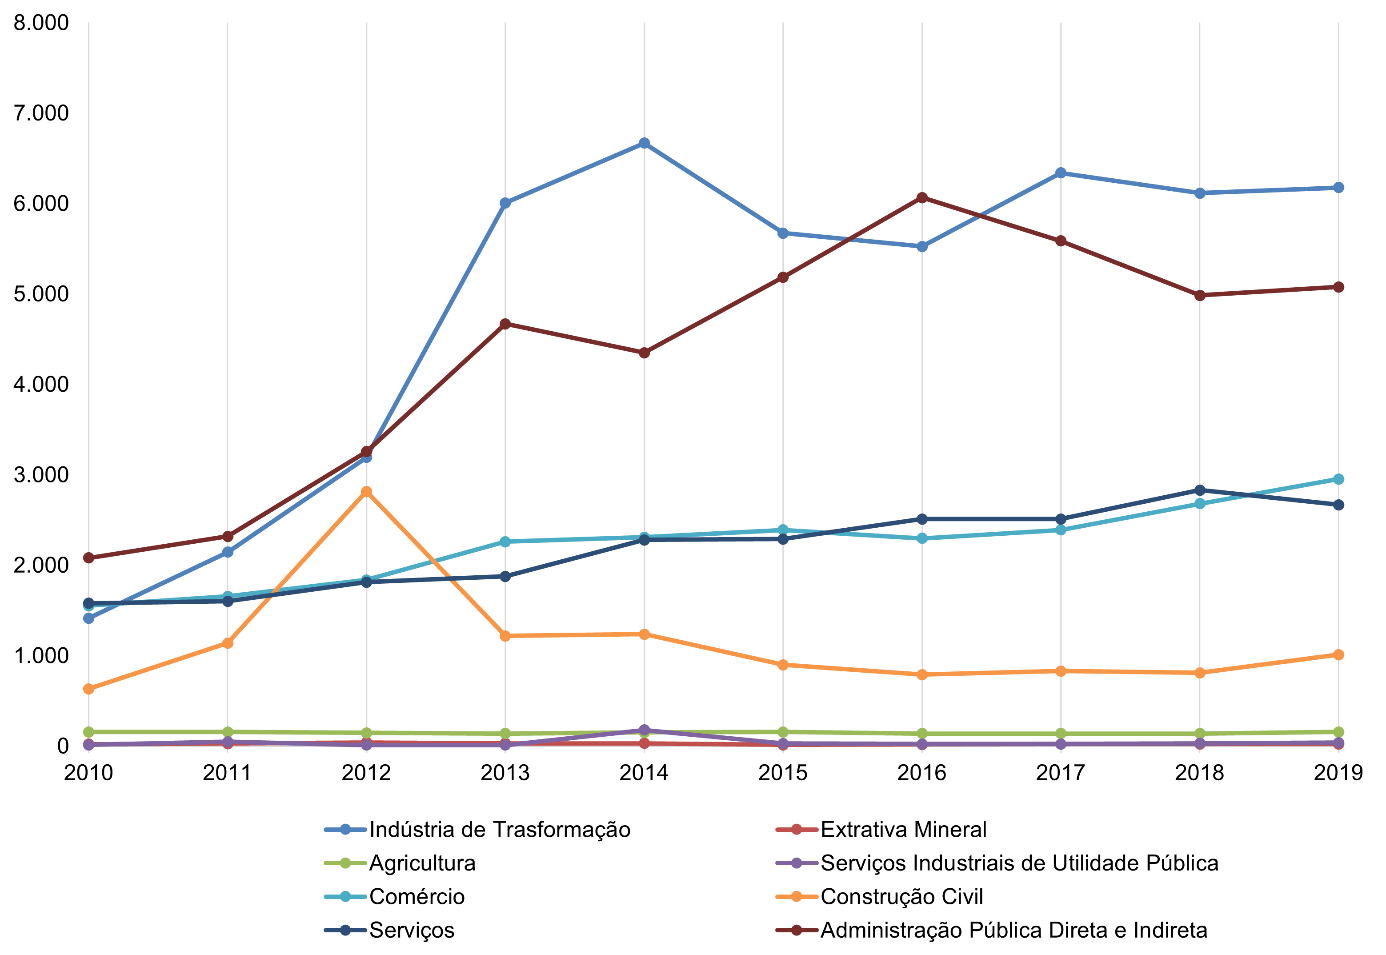 8.000
7.000
6.000
5.000
4.000
3.000
2.000
1.000
0
2010 2011 2012 2013 2014 2015 2016 2017 2018 2019
Indústria de Trasformação Extrativa Mineral
Agricultura Serviços Industriais de Utilidade Pública
Comércio Construção Civil
Serviços Administração Pública Direta e Indireta